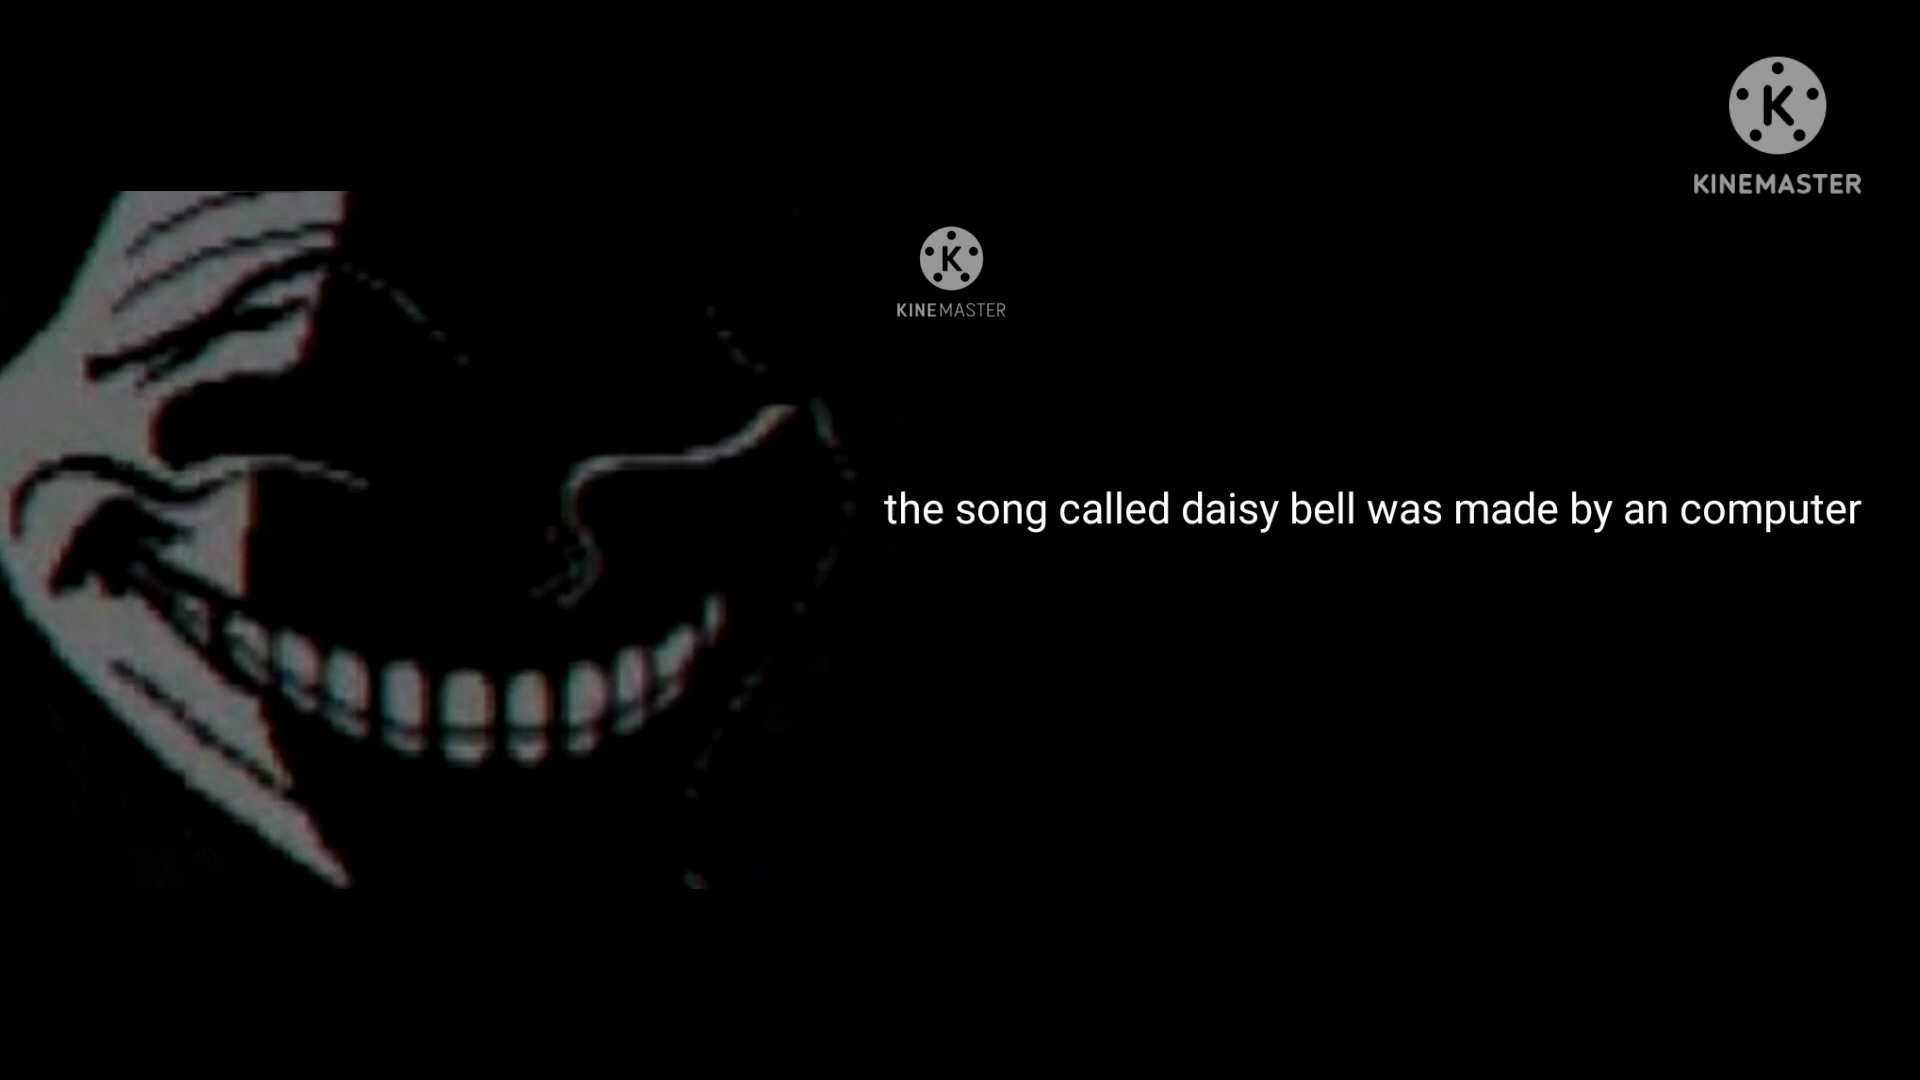 K
KINEMASTER
K
KINEMASTER
the song called daisy bell was made by an computer